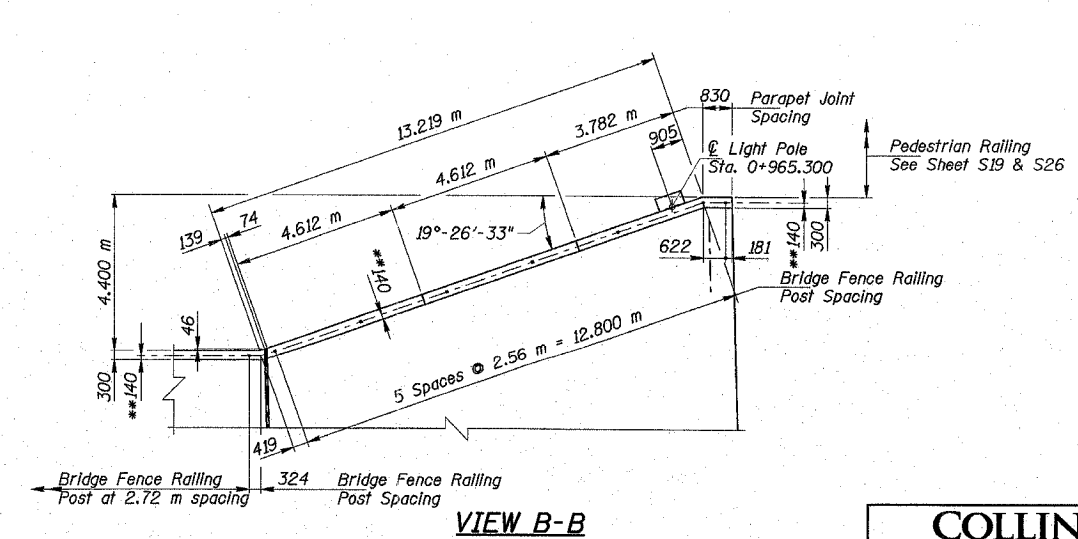 13.219 m
830 Parapet Joint
Spacing
3.782 m
905
℄ Light Pole
Sta. 0+965.300
Pedestrian Railing
See Sheet S19 & S26
4.612 m
4.612 m
74
139
19°-26'-33"
4.400 m
**140
622
181
**140
300
Bridge Fence Railing
Post Spacing
46
300
**140
5 Spaces @ 2.56 m = 12.800 m
419
Bridge Fence Railing
Post at 2.72 m spacing
324
Bridge Fence Railing
Post Spacing
VIEW B-B
COLLIN